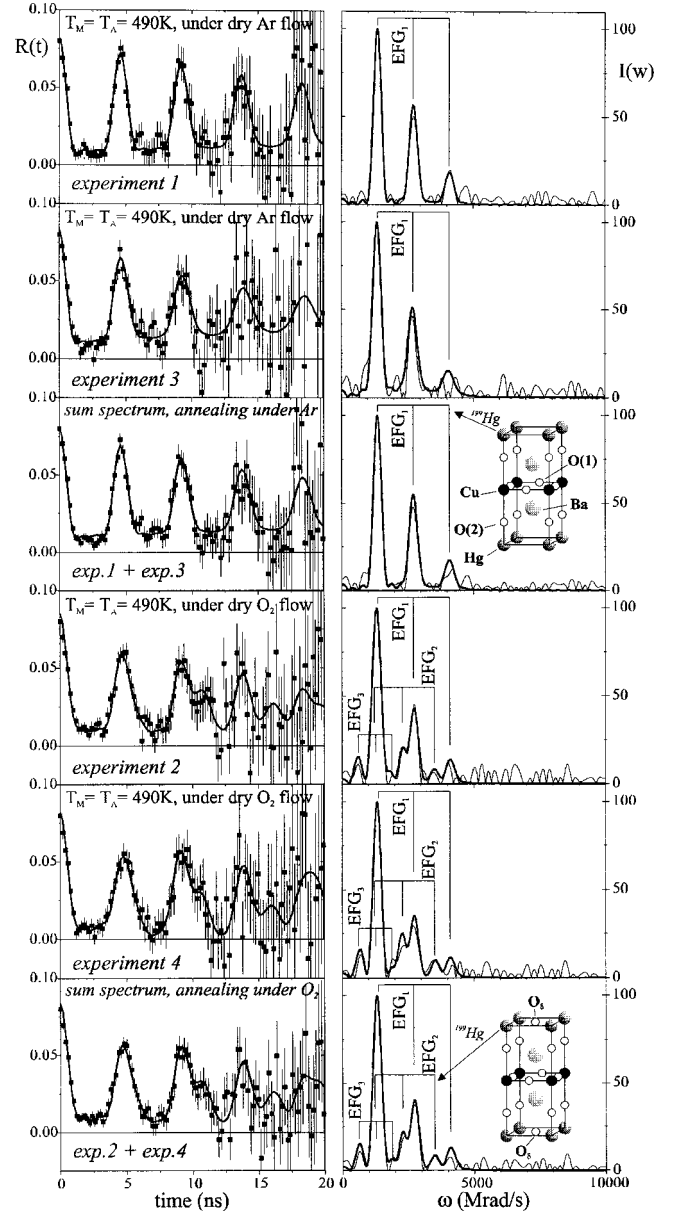 T_M= T_A= 490K, under dry Ar flow
R(t)
0.05
0.00
0.10
experiment 1
EFG₁
100
I(w)
50
0
T_M= T_A= 490K, under dry Ar flow
0.05
0.00
0.10
experiment 3
EFG₁
100
50
0
sum spectrum, annealing under Ar
0.05
0.00
0.10
exp.1 + exp.3
EFG₁
¹⁹⁹Hg
100
O(1)
Cu
50
Ba
O(2)
Hg
0
T_M= T_A= 490K, under dry O₂ flow
0.05
0.00
0.10
experiment 2
EFG₁
EFG₂
EFG₃
100
50
0
T_M= T_A= 490K, under dry O₂ flow
0.05
0.00
0.10
experiment 4
EFG₁
EFG₂
EFG₃
100
50
0
sum spectrum, annealing under O₂
0.05
0.00
exp.2 + exp.4
EFG₁
EFG₂
EFG₃
¹⁹⁹Hg
O_δ
100
50
O_δ
0
0 5 10 15 20
time (ns)
0 5000 10000
ω (Mrad/s)